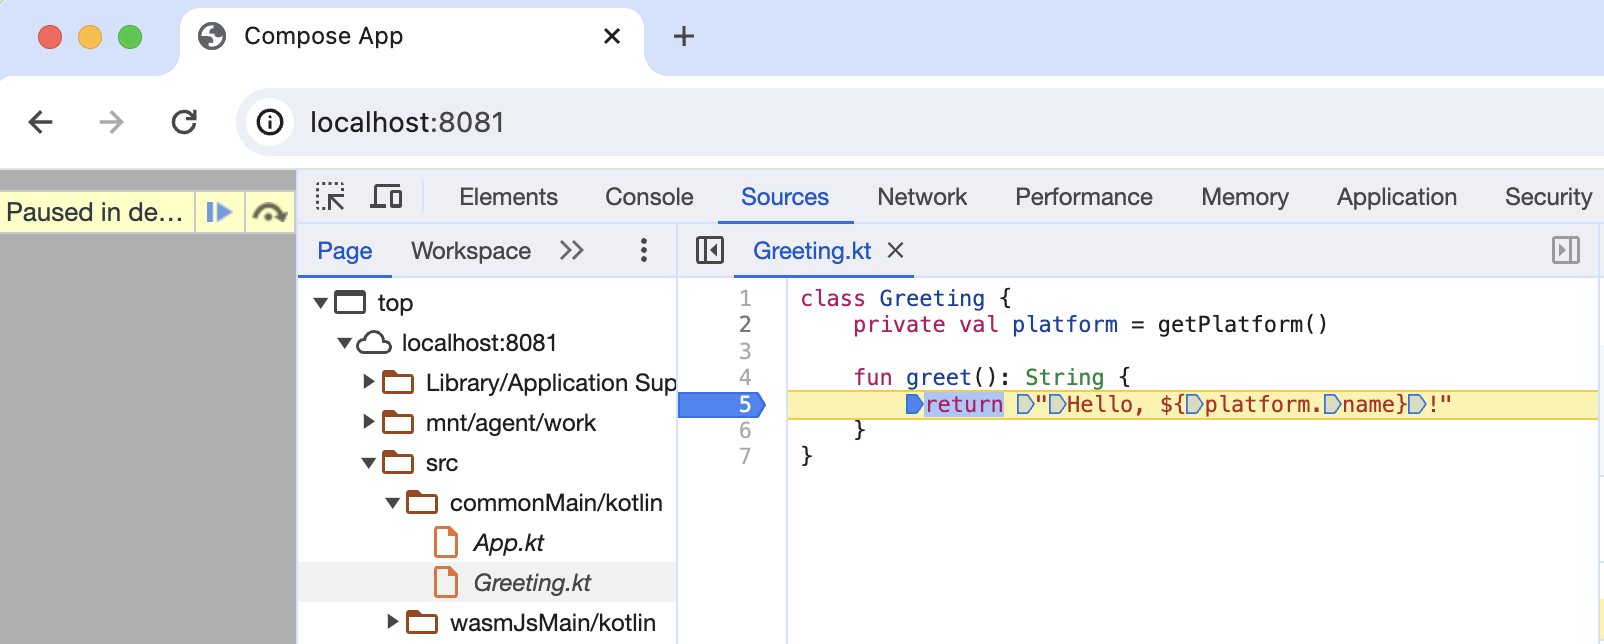 Compose App
localhost:8081
Paused in de...
Elements Console Sources Network Performance Memory Application Security
Page Workspace
Greeting.kt
top
localhost:8081
Library/Application Sup
mnt/agent/work
src
commonMain/kotlin
App.kt
Greeting.kt
wasmJsMain/kotlin
1 class Greeting {
2 private val platform = getPlatform()
3
4 fun greet(): String {
5 return "Hello, ${platform.name}!"
6 }
7 }